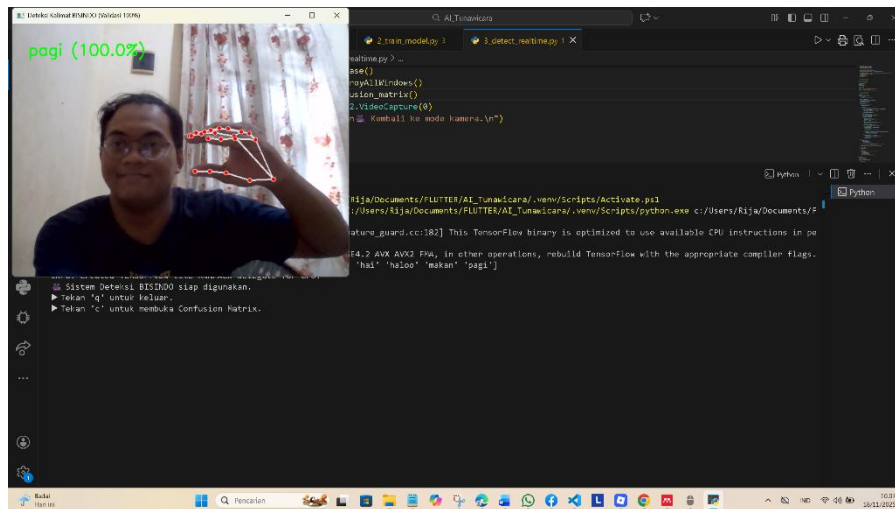 Deteksi Kalimat BISINDO (Validasi 100%)
pagi (100.0%)
AI_Tunawicara
2_train_model.py 3
3_detect_realtime.py 1
realtime.py > ...
ase()
royAllWindows()
usion_matrix()
2.VideoCapture(0)
Kembali ke mode kamera.\n")
Python
Python
Rija/Documents/FLUTTER/AI_Tunawicara/.venv/Scripts/Activate.ps1
:/Users/Rija/Documents/FLUTTER/AI_Tunawicara/.venv/Scripts/python.exe c:/Users/Rija/Documents/F
ature_guard.cc:182] This TensorFlow binary is optimized to use available CPU instructions in pe
E4.2 AVX AVX2 FMA, in other operations, rebuild TensorFlow with the appropriate compiler flags.
'hai' 'haloo' 'makan' 'pagi']
Sistem Deteksi BISINDO siap digunakan.
Tekan 'q' untuk keluar.
Tekan 'c' untuk membuka Confusion Matrix.
Badai
Hari ini
Pencarian
IND